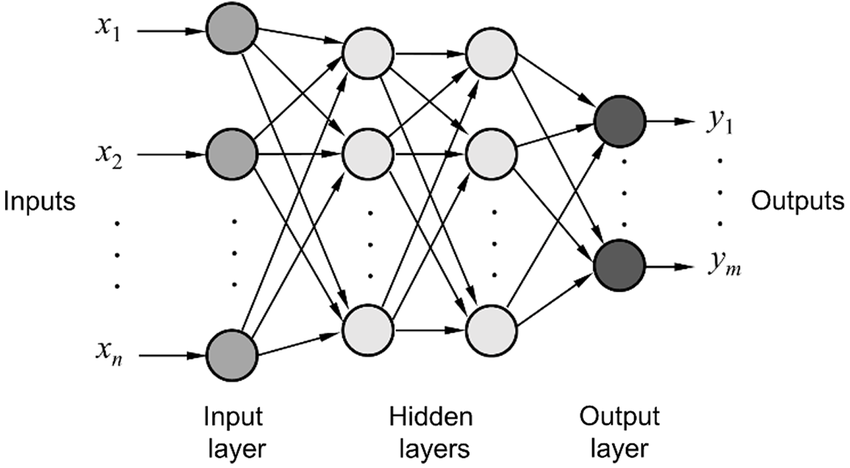 x1
x2
Inputs
xn
y1
Outputs
ym
Input
layer
Hidden
layers
Output
layer